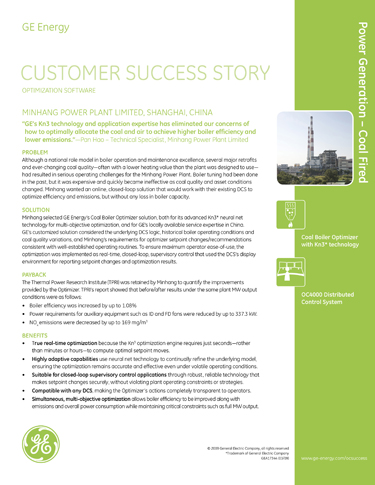 GE Energy
CUSTOMER SUCCESS STORY
OPTIMIZATION SOFTWARE
MINHANG POWER PLANT LIMITED, SHANGHAI, CHINA
"GE's Kn3 technology and application expertise has eliminated our concerns of
how to optimally allocate the coal and air to achieve higher boiler efficiency and
lower emissions." —Pan Hao – Technical Specialist, Minhang Power Plant Limited
PROBLEM
Although a national role model in boiler operation and maintenance excellence, several major retrofits
and ever-changing coal quality—often with a lower heating value than the plant was designed to use—
had resulted in serious operating challenges for the Minhang Power Plant. Boiler tuning had been done
in the past, but it was expensive and quickly became ineffective as coal quality and asset conditions
changed. Minhang wanted an online, closed-loop solution that would work with their existing DCS to
optimize efficiency and emissions, but without any loss in boiler capacity.
SOLUTION
Minhang selected GE Energy's Coal Boiler Optimizer solution, both for its advanced Kn3* neural net
technology for multi-objective optimization, and for GE's locally available service expertise in China.
GE's customized solution considered the underlying DCS logic, historical boiler operating conditions and
coal quality variations, and Minhang's requirements for optimizer setpoint changes/recommendations
consistent with well-established operating routines. To ensure maximum operator ease-of-use, the
optimization was implemented as real-time, closed-loop, supervisory control that used the DCS's display
environment for reporting setpoint changes and optimization results.
PAYBACK
The Thermal Power Research Institute (TPRI) was retained by Minhang to quantify the improvements
provided by the Optimizer. TPRI's report showed that before/after results under the same plant MW output
conditions were as follows:
• Boiler efficiency was increased by up to 1.08%
• Power requirements for auxiliary equipment such as ID and FD fans were reduced by up to 337.3 kW.
• NOx emissions were decreased by up to 169 mg/m³
BENEFITS
• True real-time optimization because the Kn³ optimization engine requires just seconds—rather
than minutes or hours – to compute optimal setpoint moves.
• Highly adaptive capabilities use neural net technology to continually refine the underlying model,
ensuring the optimization remains accurate and effective even under volatile operating conditions.
• Suitable for closed-loop supervisory control applications through robust, reliable technology that
makes setpoint changes securely, without violating plant operating constraints or strategies.
• Compatible with any DCS, making the Optimizer's actions completely transparent to operators.
• Simultaneous, multi-objective optimization allows boiler efficiency to be improved along with
emissions and overall power consumption while maintaining critical constraints such as full MW output.
Power Generation – Coal Fired
Coal Boiler Optimizer
with Kn3* technology
OC4000 Distributed
Control System
© 2009 General Electric Company, all rights reserved
*Trademark of General Electric Company